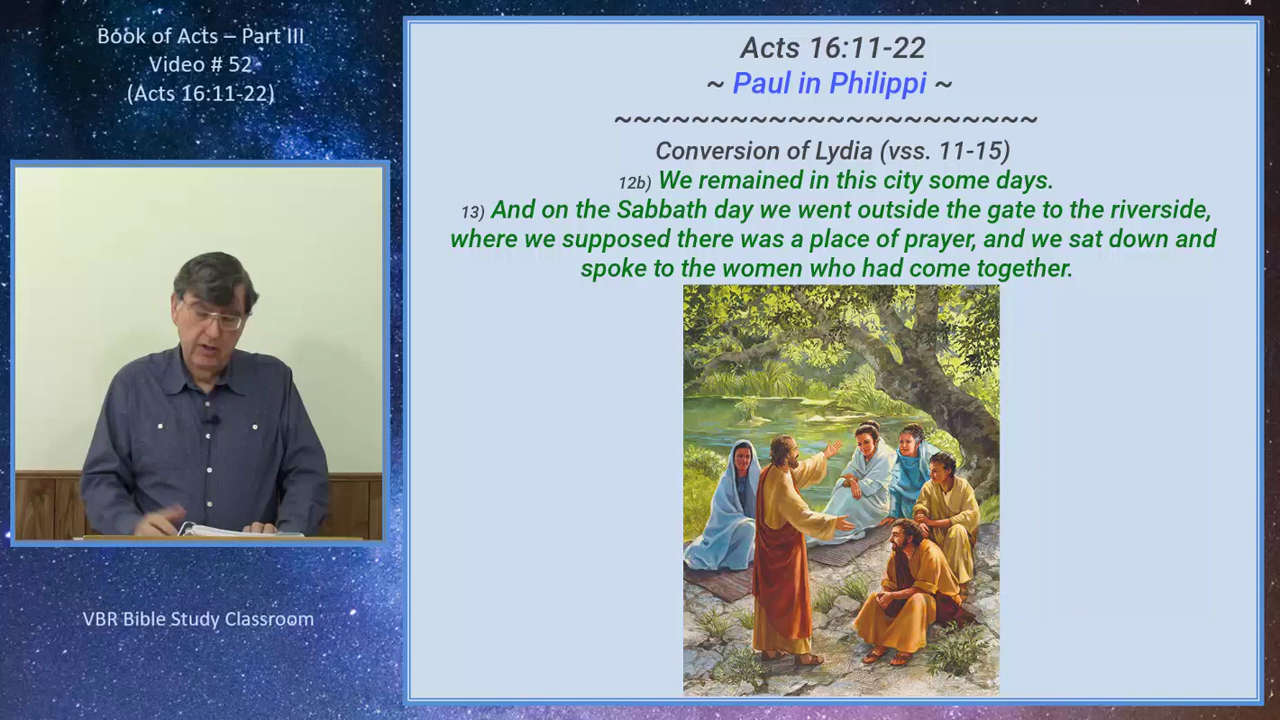 Book of Acts – Part III
Video # 52
(Acts 16:11-22)
VBR Bible Study Classroom
Acts 16:11-22
~ Paul in Philippi ~
~~~~~~~~~~~~~~~~~~~~~~
Conversion of Lydia (vss. 11-15)
12b) We remained in this city some days.
13) And on the Sabbath day we went outside the gate to the riverside,
where we supposed there was a place of prayer, and we sat down and
spoke to the women who had come together.